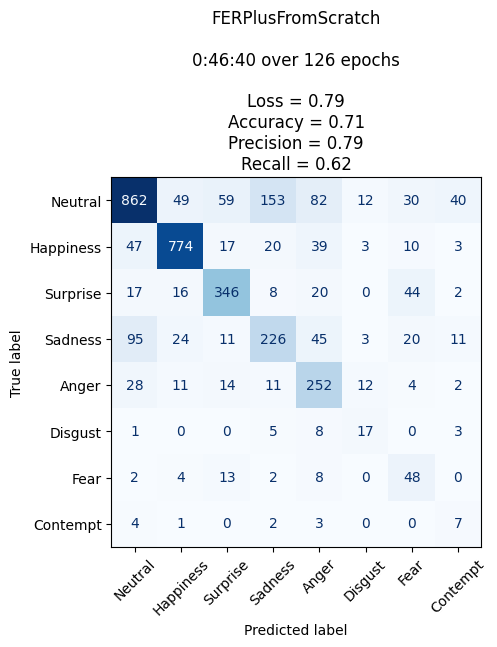 FERPlusFromScratch
0:46:40 over 126 epochs
Loss = 0.79
Accuracy = 0.71
Precision = 0.79
Recall = 0.62
True label
Neutral 862 49 59 153 82 12 30 40
Happiness 47 774 17 20 39 3 10 3
Surprise 17 16 346 8 20 0 44 2
Sadness 95 24 11 226 45 3 20 11
Anger 28 11 14 11 252 12 4 2
Disgust 1 0 0 5 8 17 0 3
Fear 2 4 13 2 8 0 48 0
Contempt 4 1 0 2 3 0 0 7
Neutral Happiness Surprise Sadness Anger Disgust Fear Contempt
Predicted label